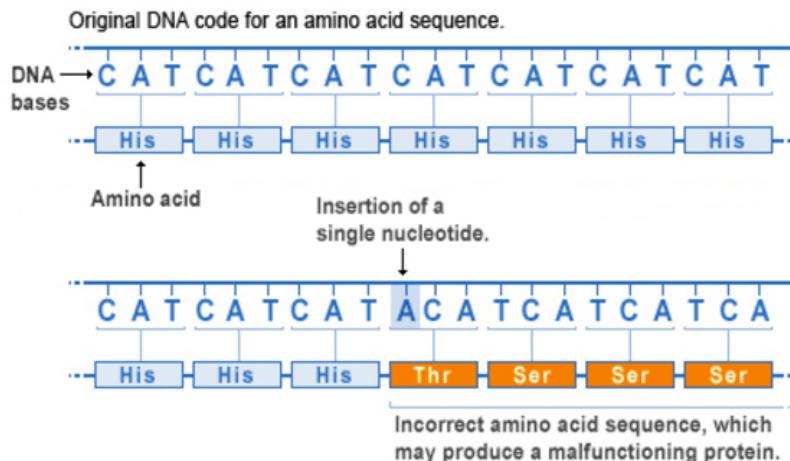 Original DNA code for an amino acid sequence.
DNA bases
C A T C A T C A T C A T C A T C A T C A T
His His His His His His His
Amino acid
Insertion of a
single nucleotide.
C A T C A T C A T A C A T C A T C A T C A
His His His Thr Ser Ser Ser
Incorrect amino acid sequence, which
may produce a malfunctioning protein.